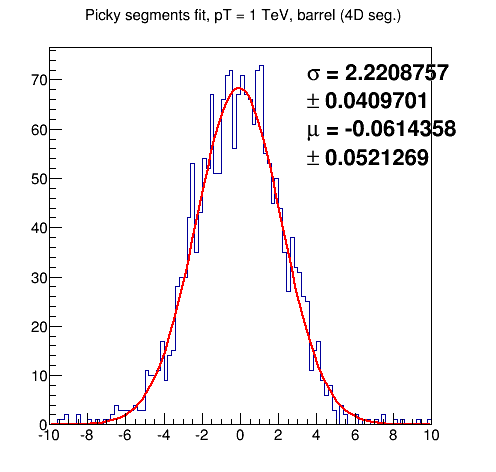 Picky segments fit, pT = 1 TeV, barrel (4D seg.)
σ = 2.2208757
± 0.0409701
μ = -0.0614358
± 0.0521269
70
60
50
40
30
20
10
0
-10 -8 -6 -4 -2 0 2 4 6 8 10